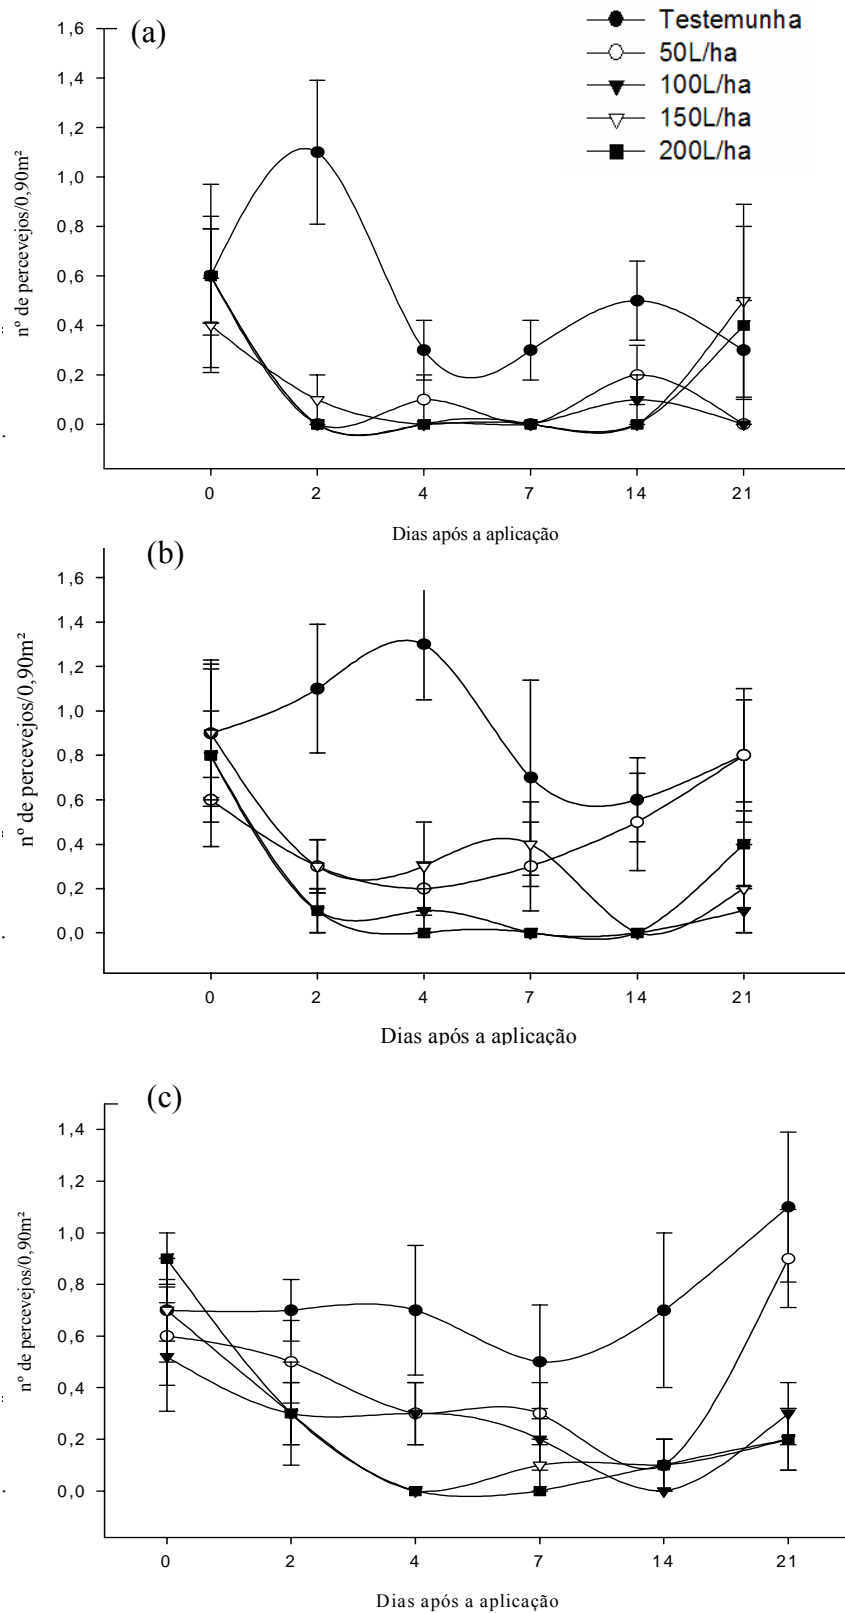 (a)
Testemunha
50L/ha
100L/ha
150L/ha
200L/ha
nº de percevejos/0,90m²
1,6
1,4
1,2
1,0
0,8
0,6
0,4
0,2
0,0
0 2 4 7 14 21
Dias após a aplicação
(b)
nº de percevejos/0,90m²
1,6
1,4
1,2
1,0
0,8
0,6
0,4
0,2
0,0
0 2 4 7 14 21
Dias após a aplicação
(c)
nº de percevejos/0,90m²
1,4
1,2
1,0
0,8
0,6
0,4
0,2
0,0
0 2 4 7 14 21
Dias após a aplicação